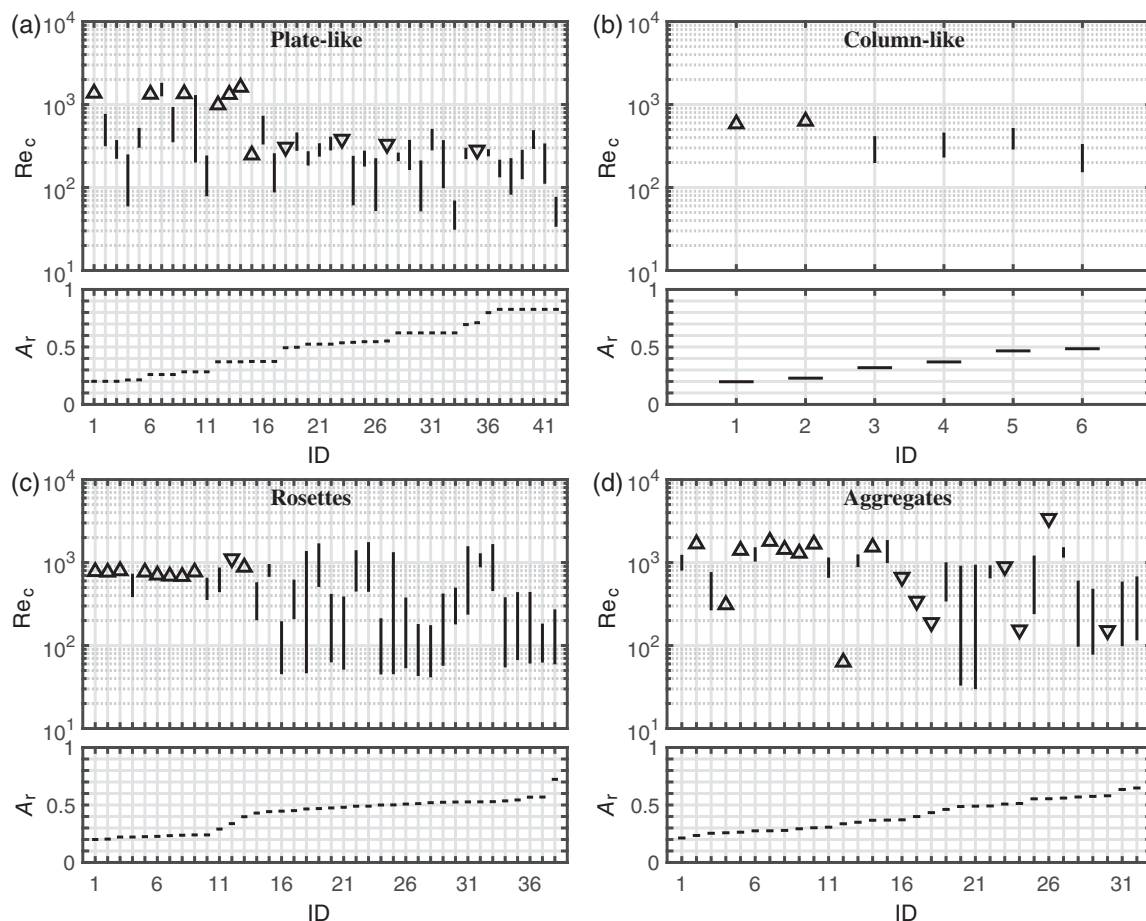 (a)
Plate-like
10^4
10^3
10^2
10^1
Re_c
1
0.5
0
A_r
1 6 11 16 21 26 31 36 41
ID
(b)
Column-like
10^4
10^3
10^2
10^1
Re_c
1
0.5
0
A_r
1 2 3 4 5 6
ID
(c)
Rosettes
10^4
10^3
10^2
10^1
Re_c
1
0.5
0
A_r
1 6 11 16 21 26 31 36
ID
(d)
Aggregates
10^4
10^3
10^2
10^1
Re_c
1
0.5
0
A_r
1 6 11 16 21 26 31
ID